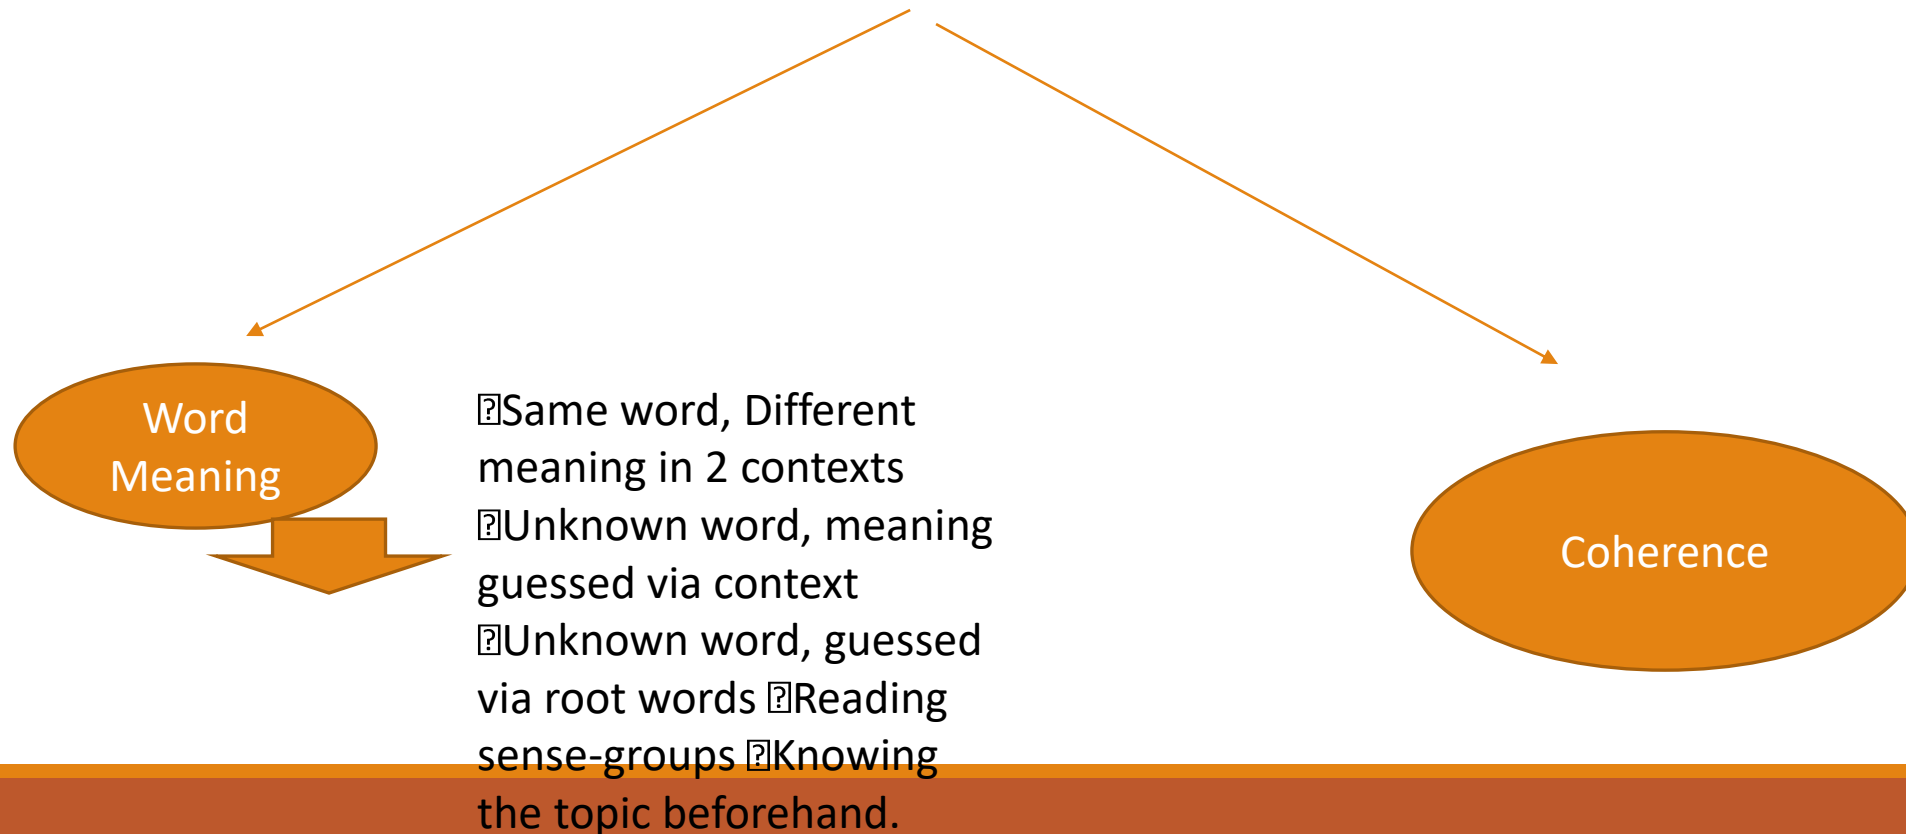 Word
Meaning
⍰Same word, Different
meaning in 2 contexts
⍰Unknown word, meaning
guessed via context
⍰Unknown word, guessed
via root words ⍰Reading
sense-groups ⍰Knowing
the topic beforehand.
Coherence